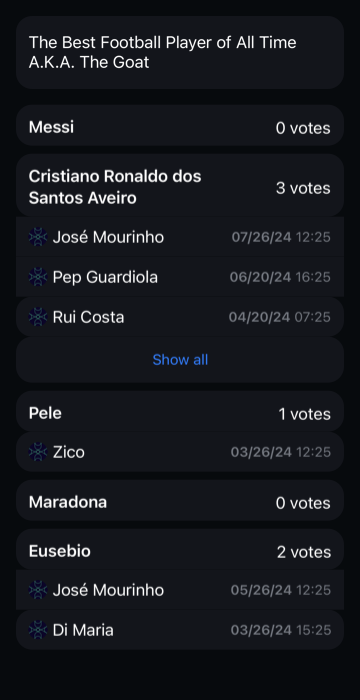 The Best Football Player of All Time
A.K.A. The Goat
Messi 0 votes
Cristiano Ronaldo dos
Santos Aveiro 3 votes
José Mourinho 07/26/24 12:25
Pep Guardiola 06/20/24 16:25
Rui Costa 04/20/24 07:25
Show all
Pele 1 votes
Zico 03/26/24 12:25
Maradona 0 votes
Eusebio 2 votes
José Mourinho 05/26/24 12:25
Di Maria 03/26/24 15:25